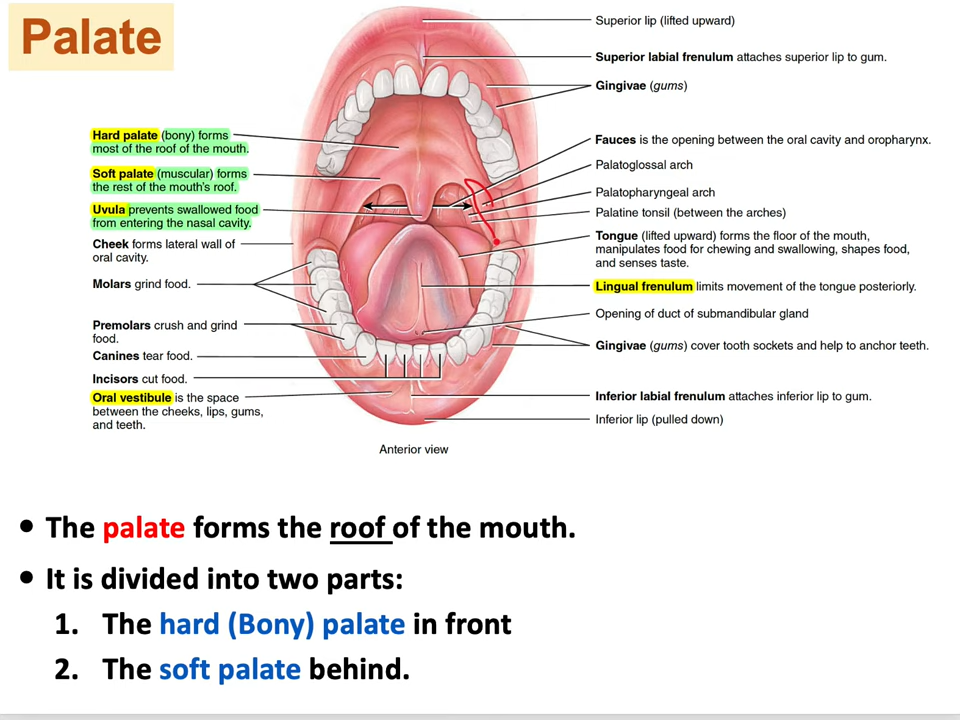 Palate
Superior lip (lifted upward)
Superior labial frenulum attaches superior lip to gum.
Gingivae (gums)
Hard palate (bony) forms
most of the roof of the mouth.
Soft palate (muscular) forms
the rest of the mouth's roof.
Uvula prevents swallowed food
from entering the nasal cavity.
Cheek forms lateral wall of
oral cavity.
Molars grind food.
Premolars crush and grind
food.
Canines tear food.
Incisors cut food.
Oral vestibule is the space
between the cheeks, lips, gums,
and teeth.
Fauces is the opening between the oral cavity and oropharynx.
Palatoglossal arch
Palatopharyngeal arch
Palatine tonsil (between the arches)
Tongue (lifted upward) forms the floor of the mouth,
manipulates food for chewing and swallowing, shapes food,
and senses taste.
Lingual frenulum limits movement of the tongue posteriorly.
Opening of duct of submandibular gland
Gingivae (gums) cover tooth sockets and help to anchor teeth.
Inferior labial frenulum attaches inferior lip to gum.
Inferior lip (pulled down)
Anterior view
• The palate forms the roof of the mouth.
• It is divided into two parts:
1. The hard (Bony) palate in front
2. The soft palate behind.